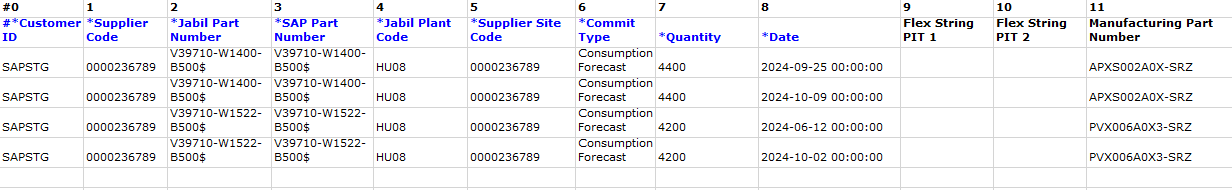 #0 1 2 3 4 5 6 7 8 9 10 11
#*Customer ID *Supplier Code *Jabil Part Number *SAP Part Number *Jabil Plant Code *Supplier Site Code *Commit Type *Quantity *Date Flex String PIT 1 Flex String PIT 2 Manufacturing Part Number
SAPSTG 0000236789 V39710-W1400-B500$ V39710-W1400-B500$ HU08 0000236789 Consumption Forecast 4400 2024-09-25 00:00:00 APXS002A0X-SRZ
SAPSTG 0000236789 V39710-W1400-B500$ V39710-W1400-B500$ HU08 0000236789 Consumption Forecast 4400 2024-10-09 00:00:00 APXS002A0X-SRZ
SAPSTG 0000236789 V39710-W1522-B500$ V39710-W1522-B500$ HU08 0000236789 Consumption Forecast 4200 2024-06-12 00:00:00 PVX006A0X3-SRZ
SAPSTG 0000236789 V39710-W1522-B500$ V39710-W1522-B500$ HU08 0000236789 Consumption Forecast 4200 2024-10-02 00:00:00 PVX006A0X3-SRZ